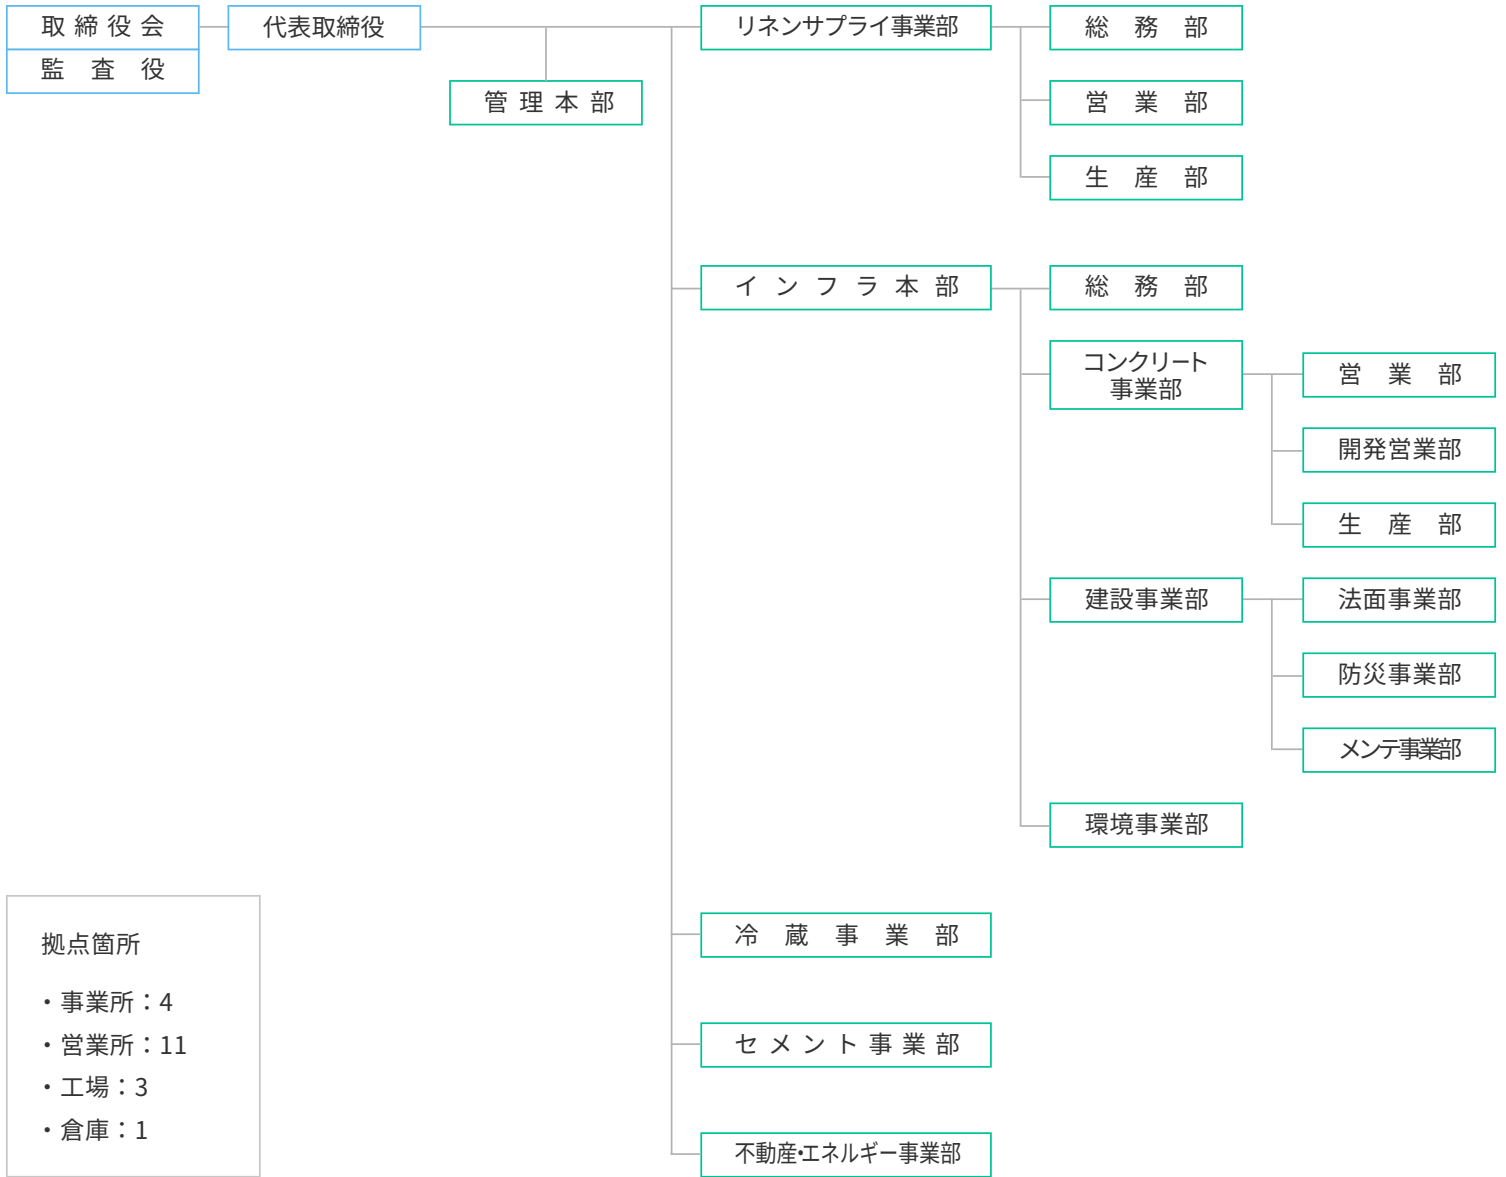 取締役会
監査役
代表取締役
管理本部
リネンサプライ事業部
総務部
営業部
生産部
インフラ本部
総務部
コンクリート
事業部
営業部
開発営業部
生産部
建設事業部
法面事業部
防災事業部
メンテ事業部
環境事業部
冷蔵事業部
セメント事業部
不動産・エネルギー事業部
拠点箇所
・事業所：4
・営業所：11
・工場：3
・倉庫：1